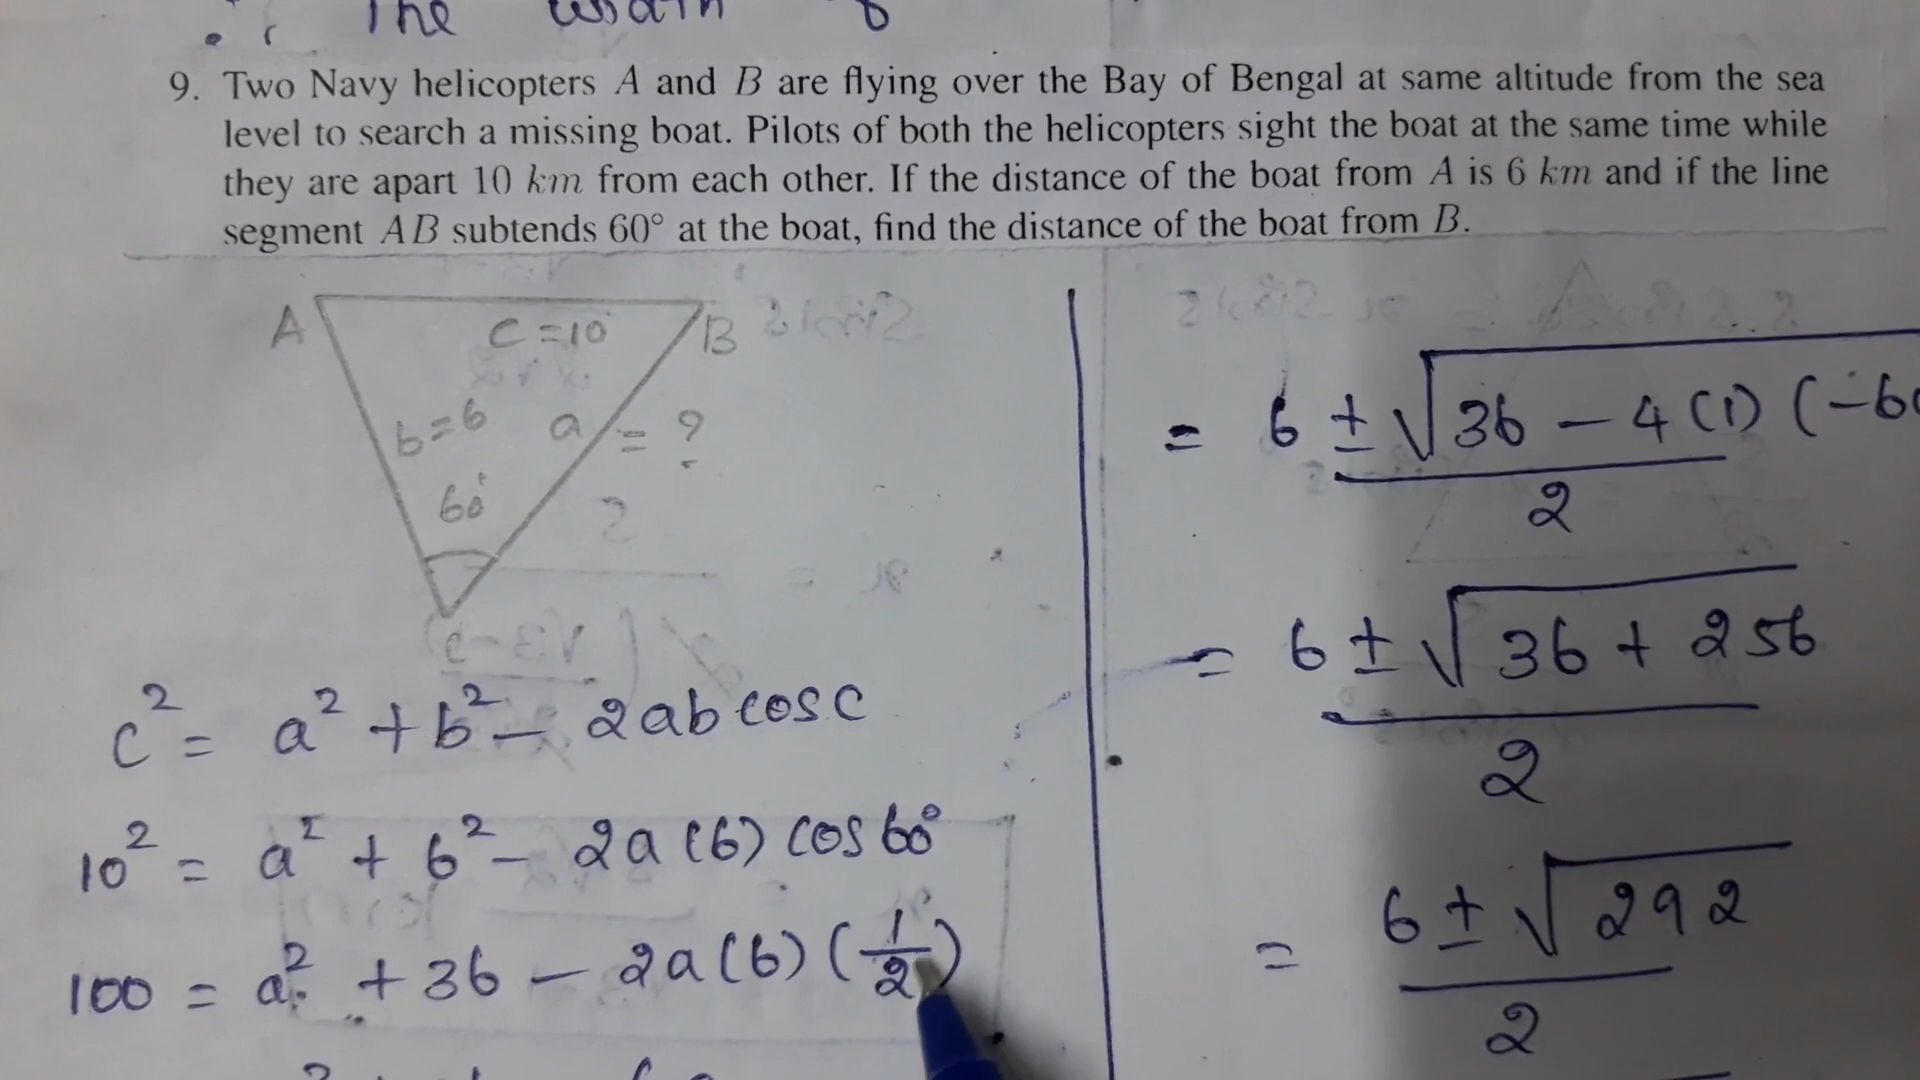 The
9. Two Navy helicopters A and B are flying over the Bay of Bengal at same altitude from the sea
level to search a missing boat. Pilots of both the helicopters sight the boat at the same time while
they are apart 10 km from each other. If the distance of the boat from A is 6 km and if the line
segment AB subtends 60° at the boat, find the distance of the boat from B.
A
B
C = 10
b = 6
a = ?
60°
c² = a² + b² - 2ab cos C
10² = a² + 6² - 2a (6) cos 60°
100 = a² + 36 - 2a (6) (1/2)
= 6 ± √36 - 4 (1) (-6
2
= 6 ± √36 + 256
2
= 6 ± √292
2